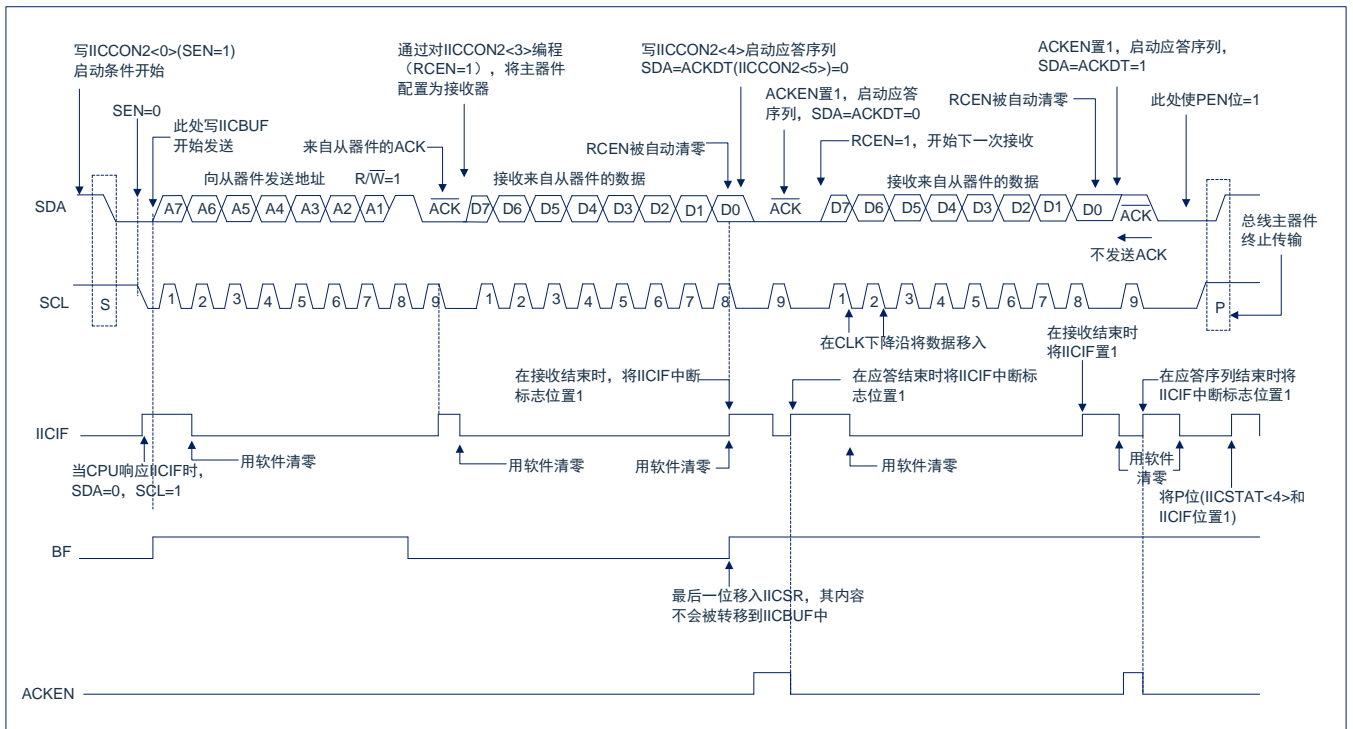 写IICCON2<0>(SEN=1)
启动条件开始
SEN=0
此处写IICBUF
开始发送
通过对IICCON2<3>编程
（RCEN=1），将主器件
配置为接收器
来自从器件的ACK
写IICCON2<4>启动应答序列
SDA=ACKDT(IICCON2<5>)=0
ACKEN置1，启动应答
序列，SDA=ACKDT=0
RCEN被自动清零
RCEN=1，开始下一次接收
ACKEN置1，启动应答序列，
SDA=ACKDT=1
RCEN被自动清零
此处使PEN位=1
向从器件发送地址
R/W=1
接收来自从器件的数据
接收来自从器件的数据
SDA
A7 A6 A5 A4 A3 A2 A1 ACK D7 D6 D5 D4 D3 D2 D1 D0 ACK D7 D6 D5 D4 D3 D2 D1 D0 ACK
不发送ACK
总线主器件
终止传输
SCL
S 1 2 3 4 5 6 7 8 9 1 2 3 4 5 6 7 8 9 1 2 3 4 5 6 7 8 9 P
在CLK下降沿将数据移入
在接收结束时
将IICIF置1
在接收结束时，将IICIF中断
标志位置1
在应答结束时将IICIF中断标
志位置1
在应答序列结束时将
IICIF中断标志位置1
IICIF
当CPU响应IICIF时，
SDA=0，SCL=1
用软件清零
用软件清零
用软件清零
用软件清零
用软件
清零
将P位(IICSTAT<4>和
IICIF位置1)
BF
最后一位移入IICSR，其内容
不会被转移到IICBUF中
ACKEN